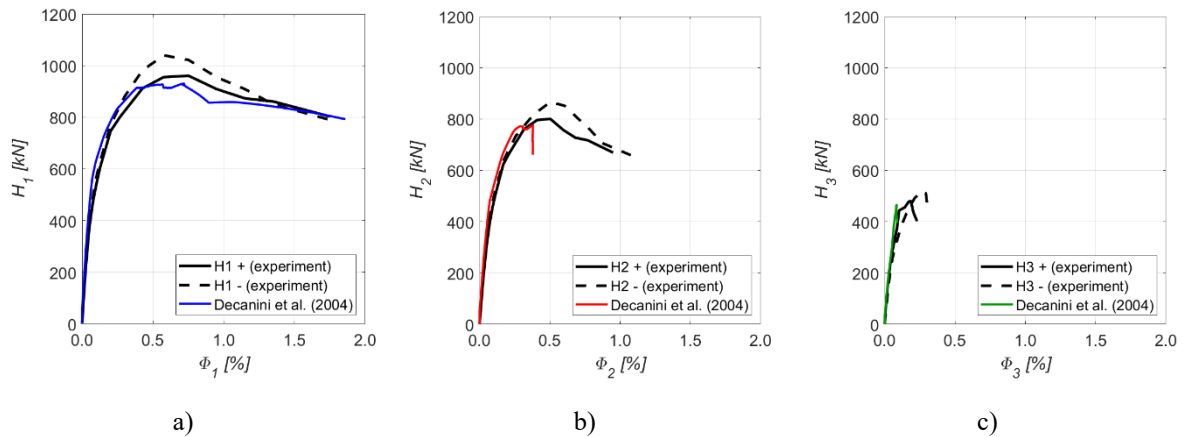 1200
1000
800
600
400
200
0
0.0 0.5 1.0 1.5 2.0
H1 [kN]
Φ1 [%]
H1 + (experiment)
H1 - (experiment)
Decanini et al. (2004)
a)
1200
1000
800
600
400
200
0
0.0 0.5 1.0 1.5 2.0
H2 [kN]
Φ2 [%]
H2 + (experiment)
H2 - (experiment)
Decanini et al. (2004)
b)
1200
1000
800
600
400
200
0
0.0 0.5 1.0 1.5 2.0
H3 [kN]
Φ3 [%]
H3 + (experiment)
H3 - (experiment)
Decanini et al. (2004)
c)